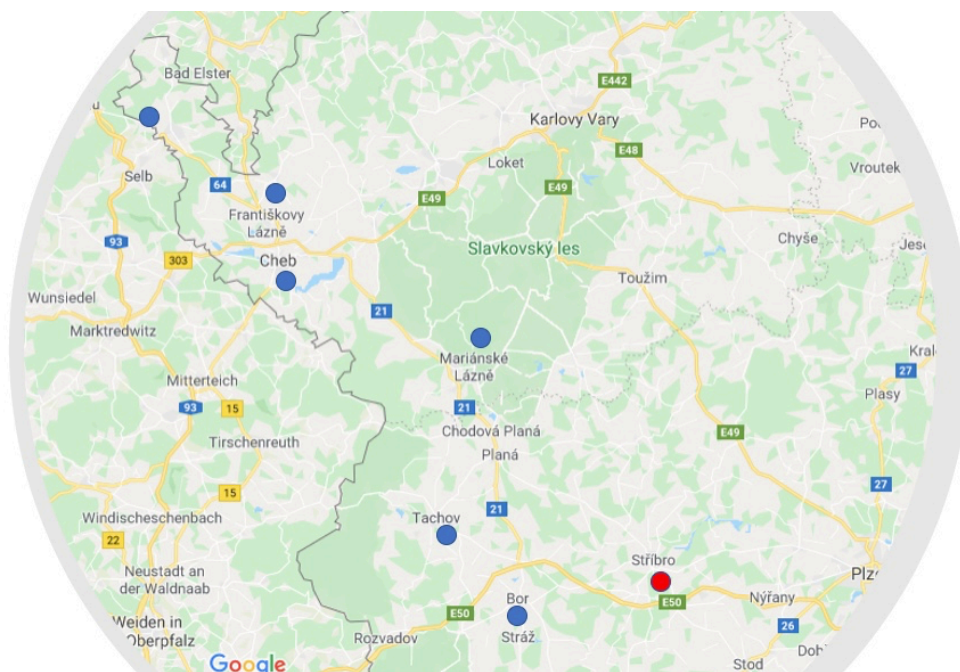 Bad Elster
E442
u
Karlovy Vary
Po
E48
Loket
Selb
Vroutek
64
E49
E49
Františkovy
Lázně
93
Slavkovský les
Chyše
Jese
303
Cheb
Toužim
Wunsiedel
21
Marktredwitz
Mariánské
Lázně
Kral
27
Mitterteich
Plasy
93
15
21
E49
Chodová Planá
Tirschenreuth
Planá
27
15
21
Windischeschenbach
Tachov
22
Stříbro
Neustadt an
der Waldnaab
Plz
Bor
Nýřany
E50
E50
Weiden in
Oberpfalz
26
Stráž
Rozvadov
Dob
Google
Stod